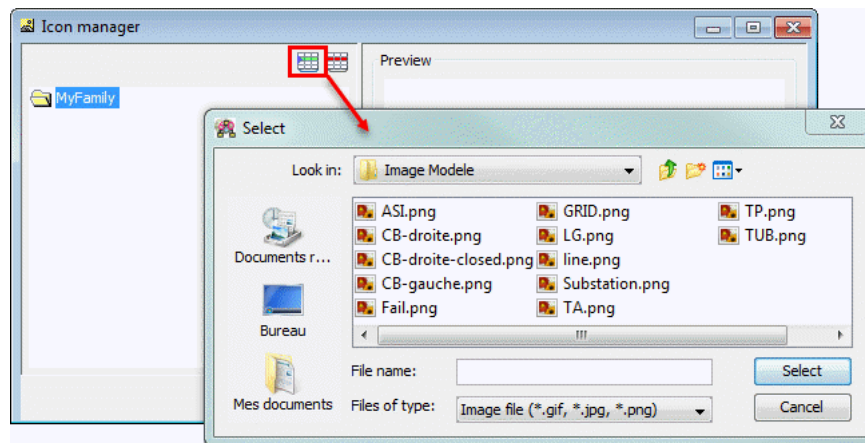 Icon manager
Preview
MyFamily
Select
Look in: Image Modele
ASI.png GRID.png TP.png
CB-droite.png LG.png TUB.png
Documents r... CB-droite-closed.png line.png
CB-gauche.png Substation.png
Fail.png TA.png
Bureau
File name: Select
Mes documents Files of type: Image file (*.gif, *.jpg, *.png) Cancel